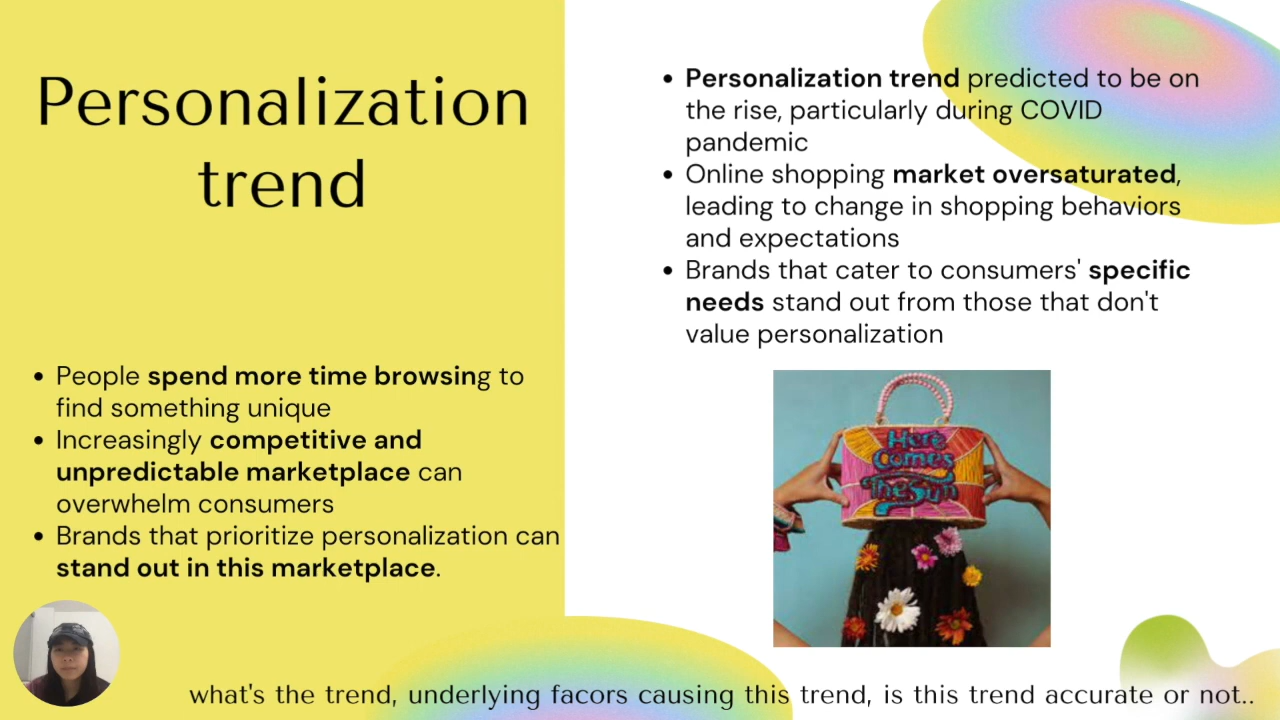 Personalization
trend
People spend more time browsing to
find something unique
Increasingly competitive and
unpredictable marketplace can
overwhelm consumers
Brands that prioritize personalization can
stand out in this marketplace.
Personalization trend predicted to be on
the rise, particularly during COVID
pandemic
Online shopping market oversaturated,
leading to change in shopping behaviors
and expectations
Brands that cater to consumers' specific
needs stand out from those that don't
value personalization
Here
Comes
The Sun
what's the trend, underlying facors causing this trend, is this trend accurate or not..